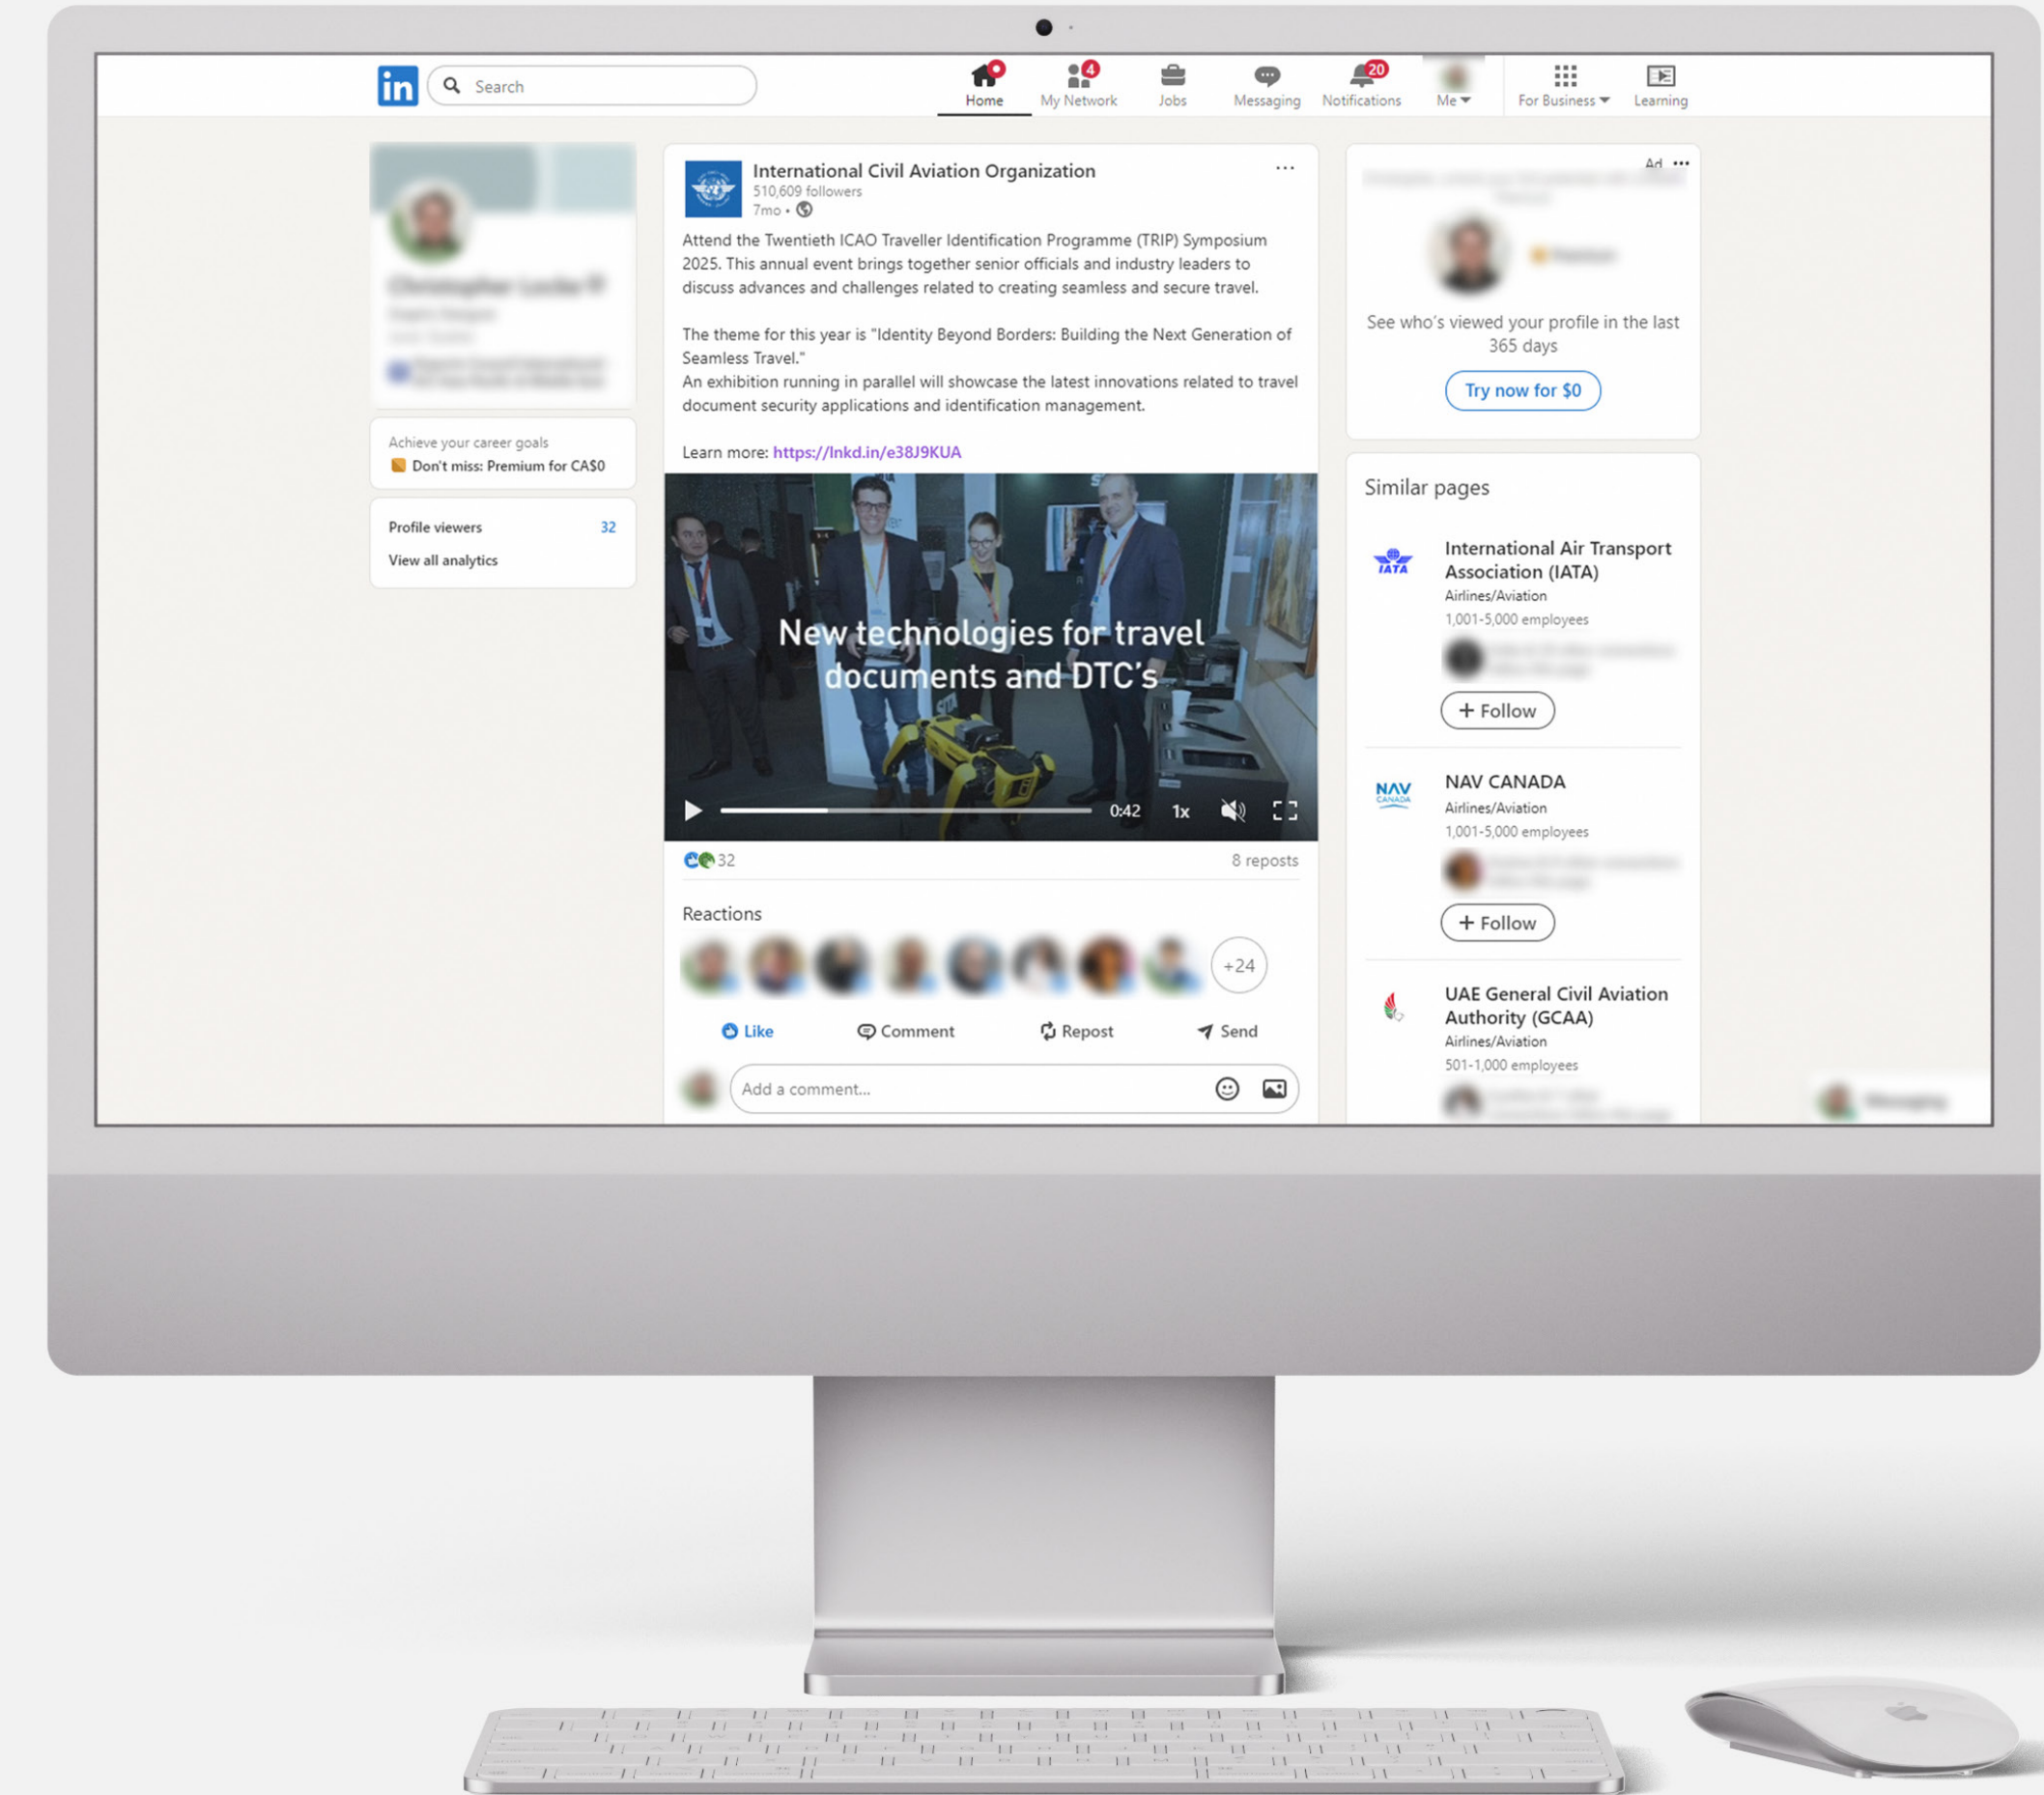 in
Search
Home
4
My Network
Jobs
Messaging
20
Notifications
Me
For Business
Learning
Achieve your career goals
Don't miss: Premium for CA$0
Profile viewers 32
View all analytics
International Civil Aviation Organization
510,609 followers
7mo •
Attend the Twentieth ICAO Traveller Identification Programme (TRIP) Symposium
2025. This annual event brings together senior officials and industry leaders to
discuss advances and challenges related to creating seamless and secure travel.
The theme for this year is "Identity Beyond Borders: Building the Next Generation of
Seamless Travel."
An exhibition running in parallel will showcase the latest innovations related to travel
document security applications and identification management.
Learn more: https://lnkd.in/e38J9KUA
New technologies for travel
documents and DTC's
0:42 1x
32
8 reposts
Reactions
+24
Like
Comment
Repost
Send
Add a comment...
Ad
See who's viewed your profile in the last
365 days
Try now for $0
Similar pages
IATA
International Air Transport
Association (IATA)
Airlines/Aviation
1,001-5,000 employees
+ Follow
NAV
CANADA
NAV CANADA
Airlines/Aviation
1,001-5,000 employees
+ Follow
UAE General Civil Aviation
Authority (GCAA)
Airlines/Aviation
501-1,000 employees